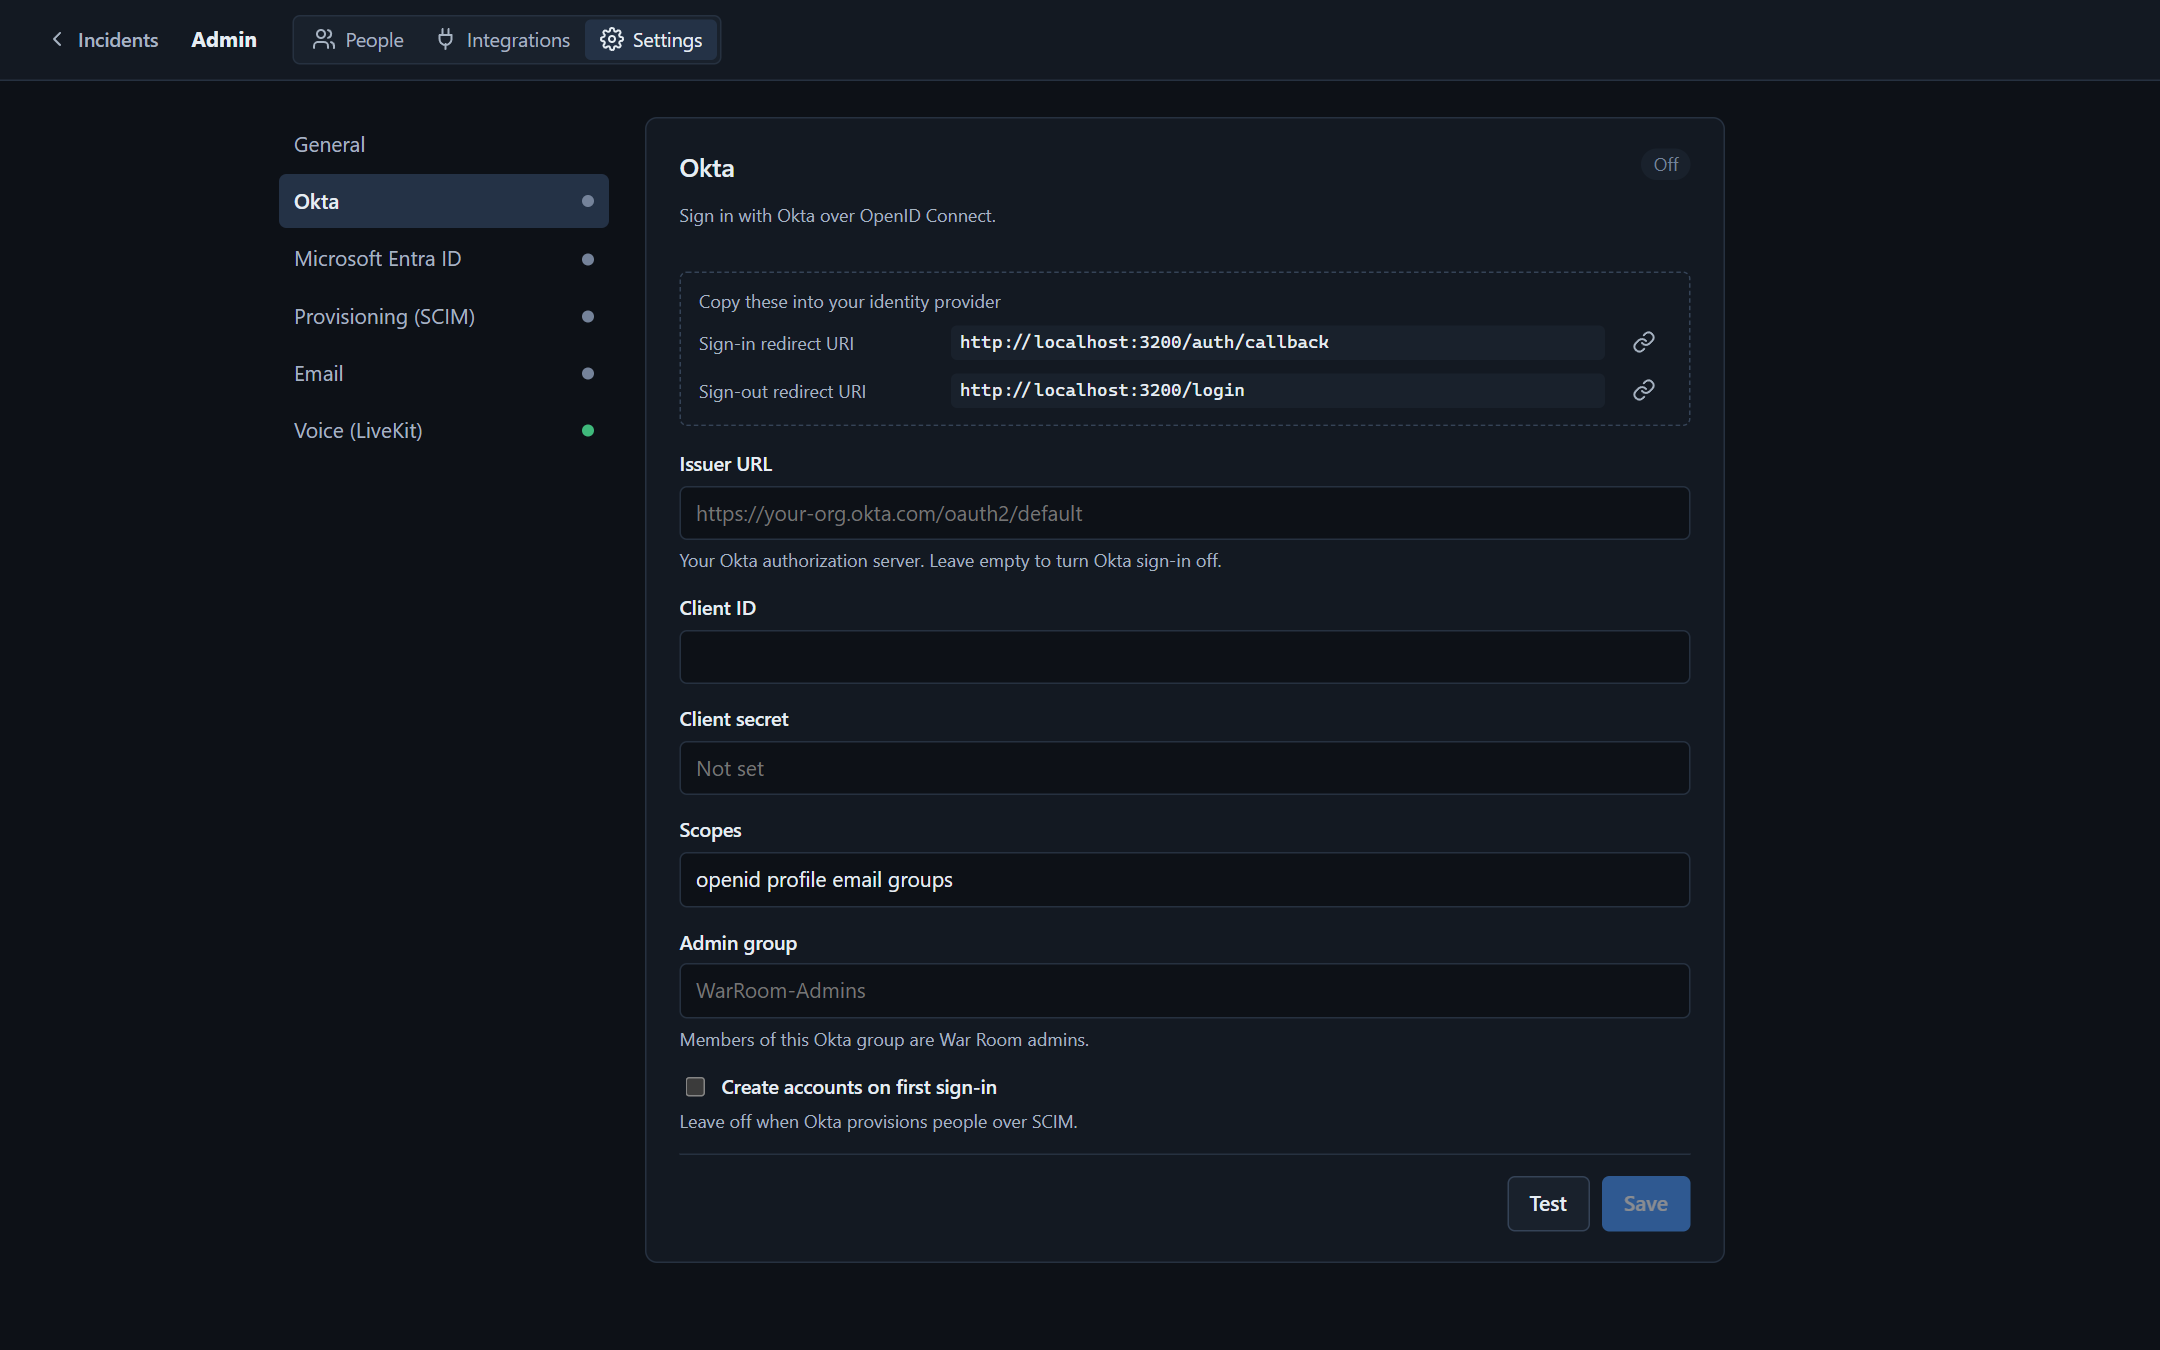 Incidents
Admin
People
Integrations
Settings
General
Okta
Microsoft Entra ID
Provisioning (SCIM)
Email
Voice (LiveKit)
Okta
Off
Sign in with Okta over OpenID Connect.
Copy these into your identity provider
Sign-in redirect URI
http://localhost:3200/auth/callback
Sign-out redirect URI
http://localhost:3200/login
Issuer URL
https://your-org.okta.com/oauth2/default
Your Okta authorization server. Leave empty to turn Okta sign-in off.
Client ID
Client secret
Not set
Scopes
openid profile email groups
Admin group
WarRoom-Admins
Members of this Okta group are War Room admins.
Create accounts on first sign-in
Leave off when Okta provisions people over SCIM.
Test
Save